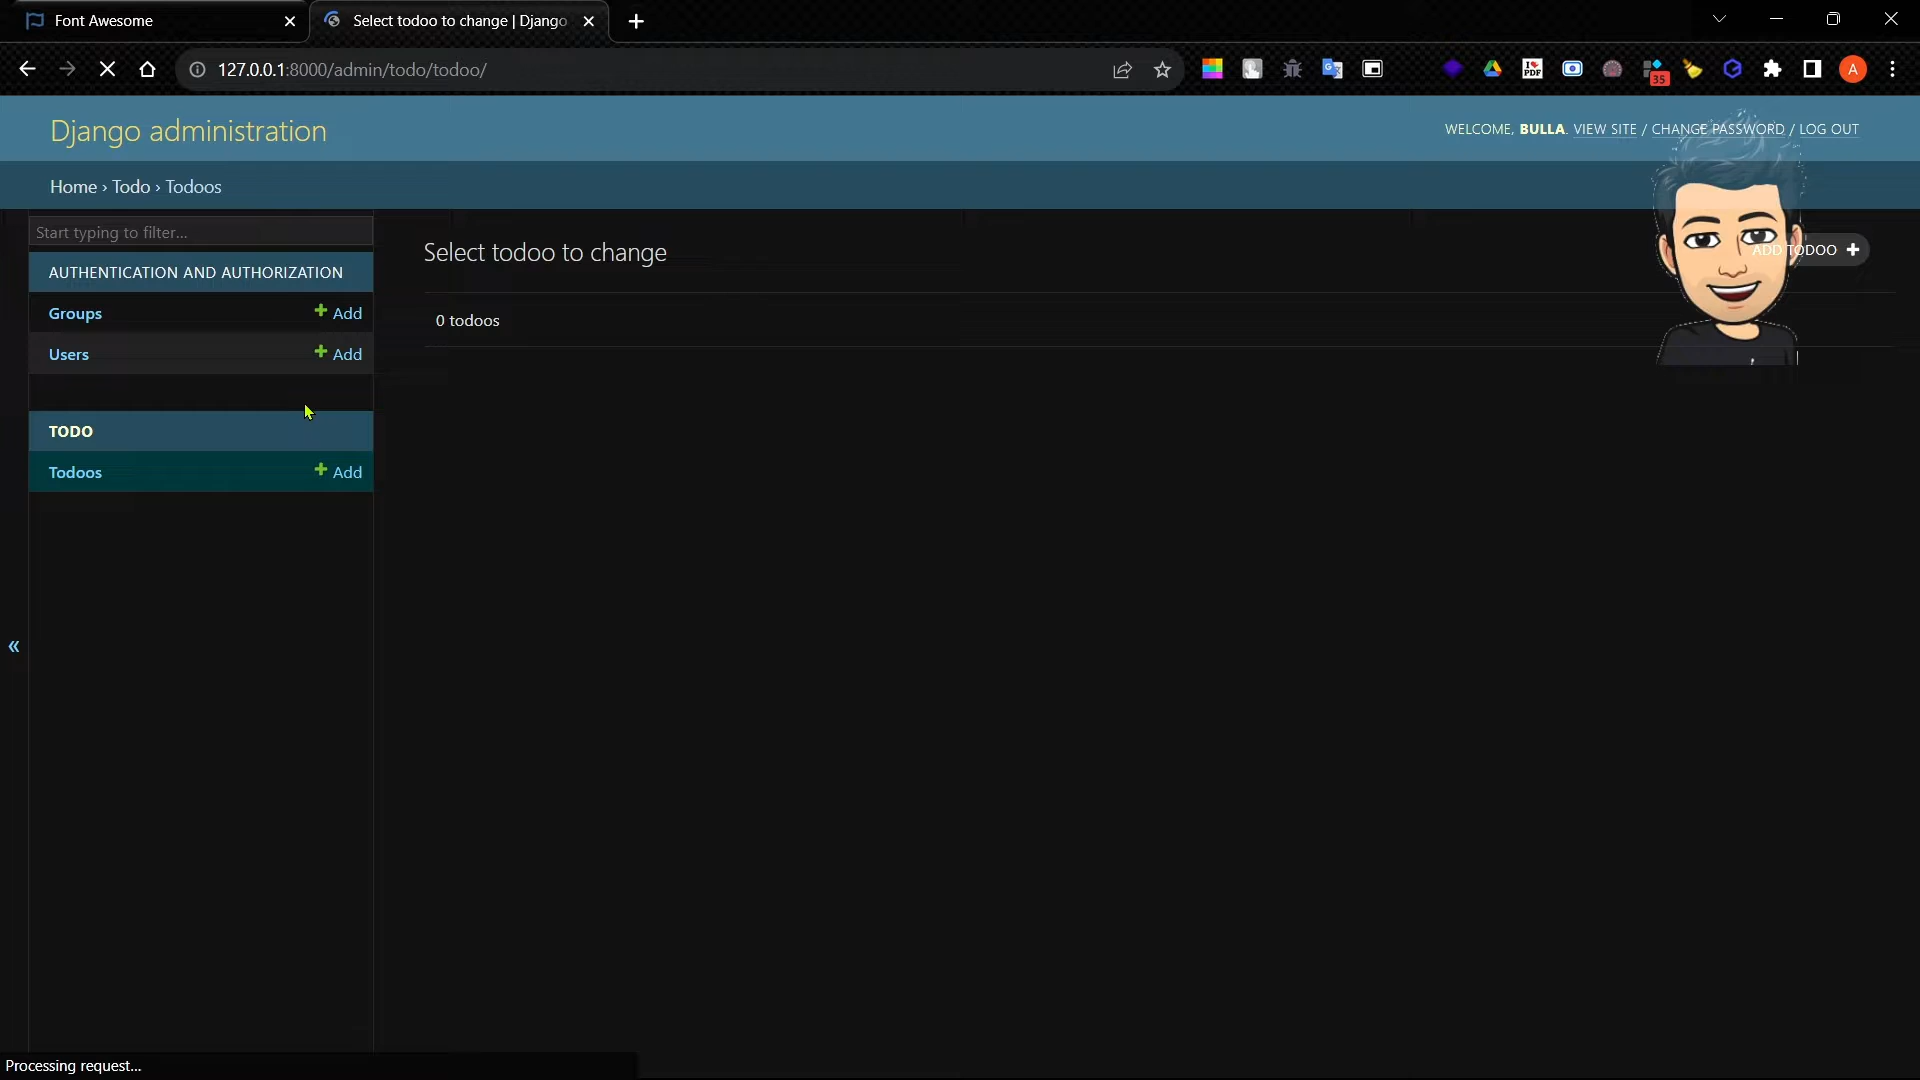 Font Awesome
Select todoo to change | Django
127.0.0.1:8000/admin/todo/todoo/
35
A
Django administration
WELCOME, BULLA. VIEW SITE / CHANGE PASSWORD / LOG OUT
Home › Todo › Todoos
Start typing to filter...
AUTHENTICATION AND AUTHORIZATION
Groups + Add
Users + Add
TODO
Todoos + Add
«
Select todoo to change
ADD TODOO +
0 todoos
Processing request...